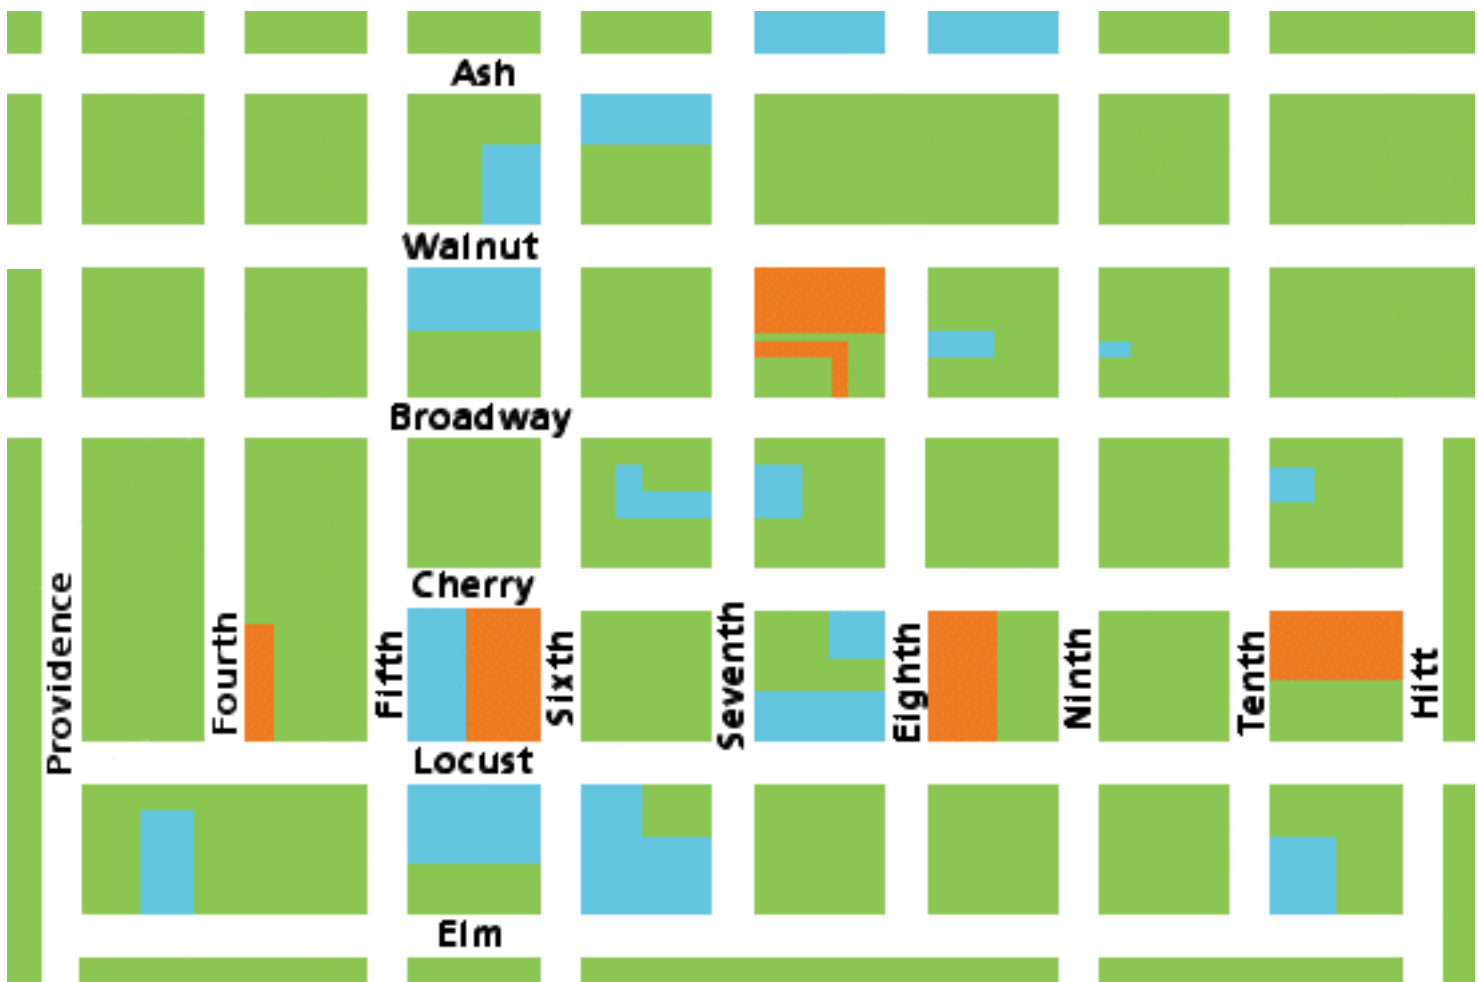 Ash
Walnut
Broadway
Cherry
Providence
Fourth
Fifth
Sixth
Seventh
Eighth
Ninth
Tenth
Hitt
Locust
Elm